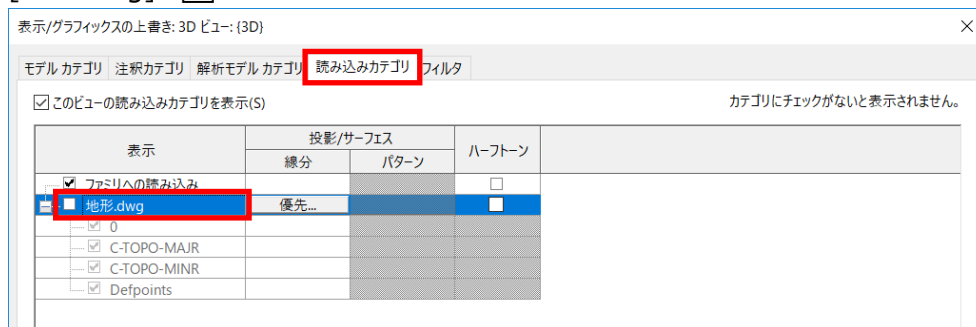 表示/グラフィックスの上書き: 3D ビュー: {3D}
モデル カテゴリ 注釈カテゴリ 解析モデル カテゴリ 読み込みカテゴリ フィルタ
このビューの読み込みカテゴリを表示(S) カテゴリにチェックがないと表示されません。
表示 投影/サーフェス ハーフトーン
線分 パターン
ファミリへの読み込み
地形.dwg 優先...
0
C-TOPO-MAJR
C-TOPO-MINR
Defpoints